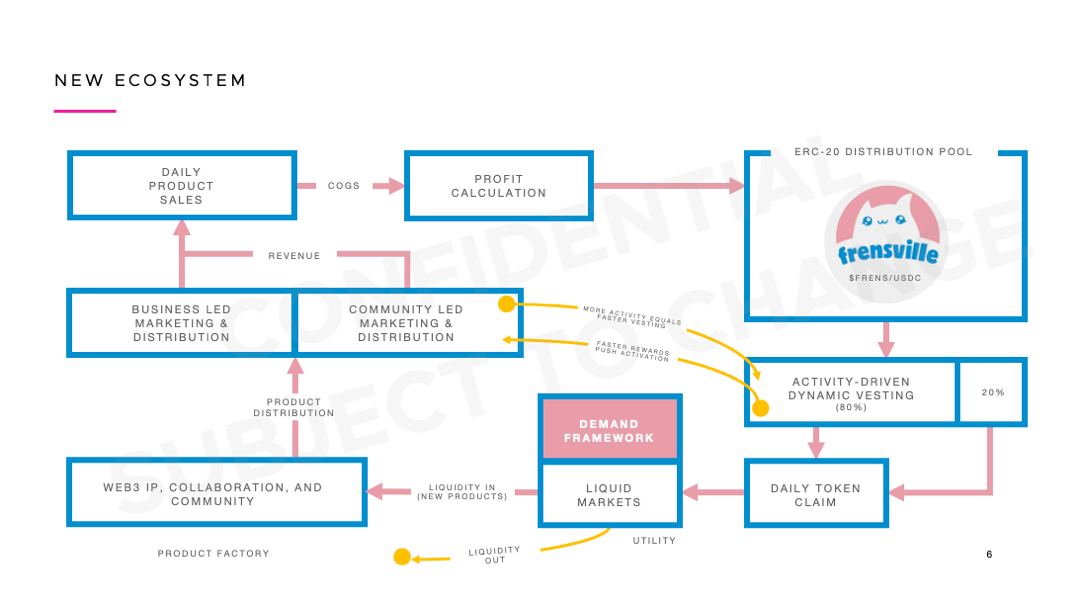 NEW ECOSYSTEM
DAILY
PRODUCT
SALES
COGS
PROFIT
CALCULATION
ERC-20 DISTRIBUTION POOL
frensville
$FRENS/USDC
REVENUE
BUSINESS LED
MARKETING &
DISTRIBUTION
COMMUNITY LED
MARKETING &
DISTRIBUTION
MORE ACTIVITY EQUALS
FASTER VESTING
FASTER REWARDS
PUSH ACTIVATION
ACTIVITY-DRIVEN
DYNAMIC VESTING
(80%)
20%
PRODUCT
DISTRIBUTION
DEMAND
FRAMEWORK
WEB3 IP, COLLABORATION, AND
COMMUNITY
LIQUIDITY IN
(NEW PRODUCTS)
LIQUID
MARKETS
DAILY TOKEN
CLAIM
UTILITY
PRODUCT FACTORY
LIQUIDITY
OUT
6
CONFIDENTIAL
SUBJECT TO CHANGE